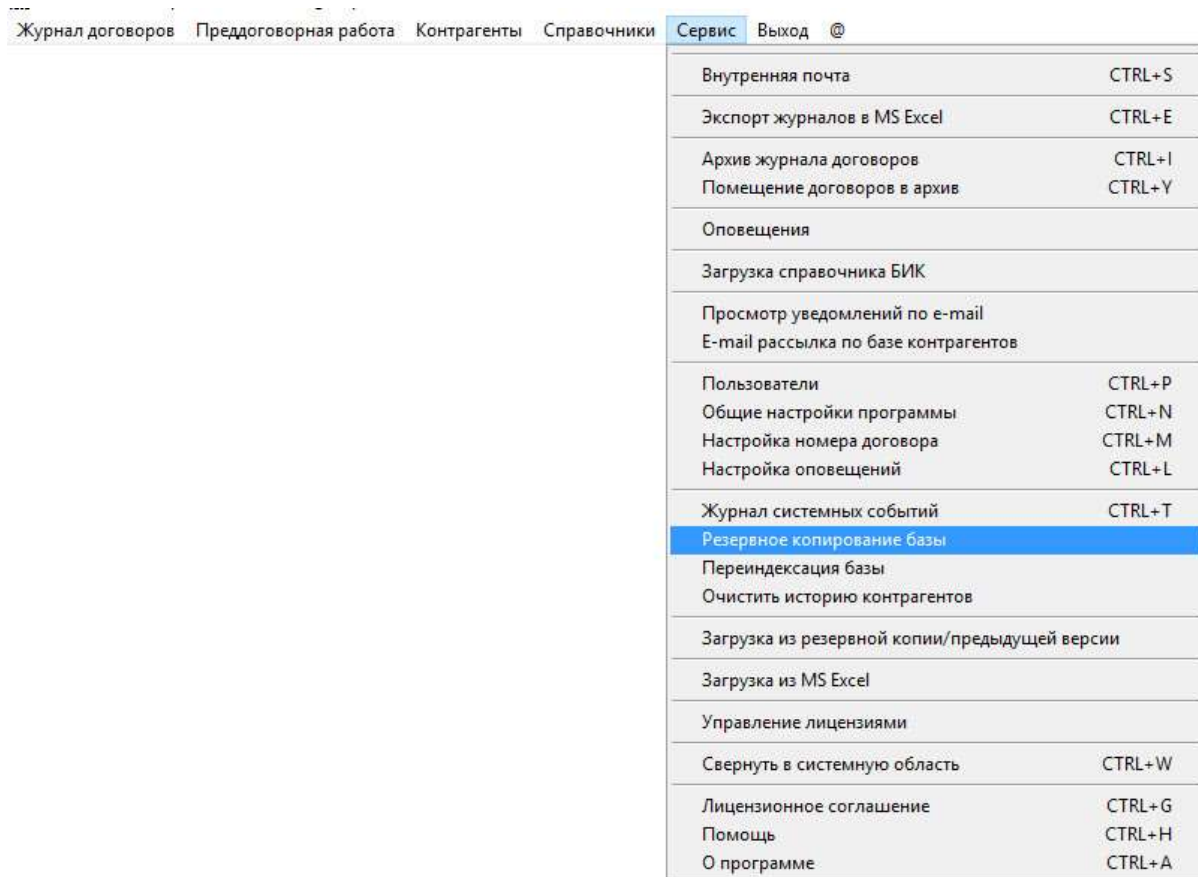 Журнал договоров Преддоговорная работа Контрагенты Справочники Сервис Выход @
Внутренняя почта CTRL+S
Экспорт журналов в MS Excel CTRL+E
Архив журнала договоров CTRL+I
Помещение договоров в архив CTRL+Y
Оповещения
Загрузка справочника БИК
Просмотр уведомлений по e-mail
E-mail рассылка по базе контрагентов
Пользователи CTRL+P
Общие настройки программы CTRL+N
Настройка номера договора CTRL+M
Настройка оповещений CTRL+L
Журнал системных событий CTRL+T
Резервное копирование базы
Переиндексация базы
Очистить историю контрагентов
Загрузка из резервной копии/предыдущей версии
Загрузка из MS Excel
Управление лицензиями
Свернуть в системную область CTRL+W
Лицензионное соглашение CTRL+G
Помощь CTRL+H
О программе CTRL+A